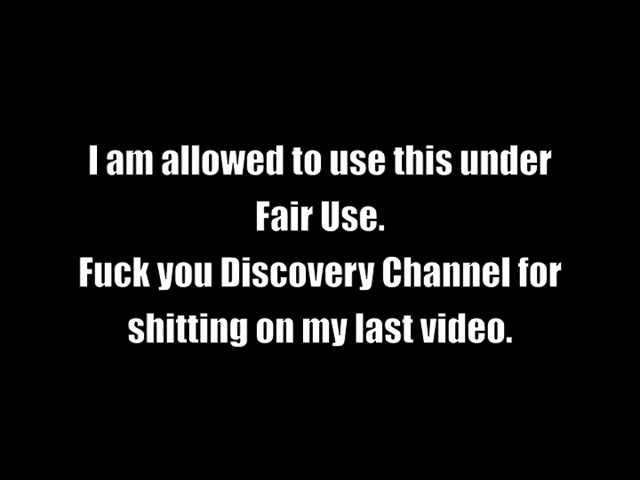 I am allowed to use this under
Fair Use.
Fuck you Discovery Channel for
shitting on my last video.